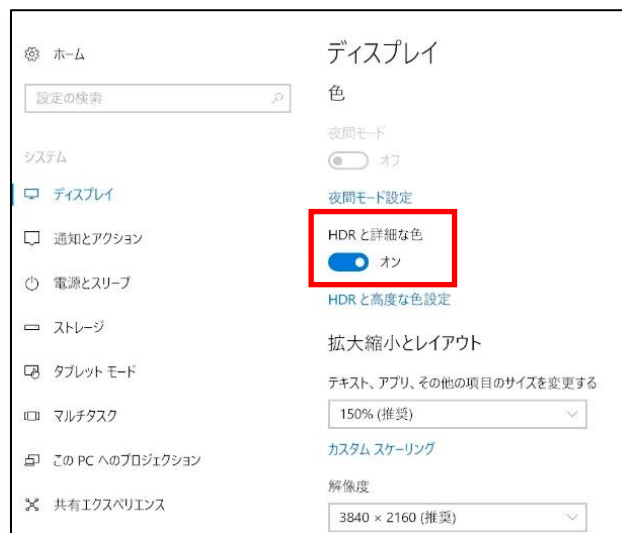 ホーム
設定の検索
システム
ディスプレイ
通知とアクション
電源とスリープ
ストレージ
タブレット モード
マルチタスク
この PC へのプロジェクション
共有エクスペリエンス
ディスプレイ
色
夜間モード
オフ
夜間モード設定
HDR と詳細な色
オン
HDR と高度な色設定
拡大縮小とレイアウト
テキスト、アプリ、その他の項目のサイズを変更する
150% (推奨)
カスタム スケーリング
解像度
3840 × 2160 (推奨)